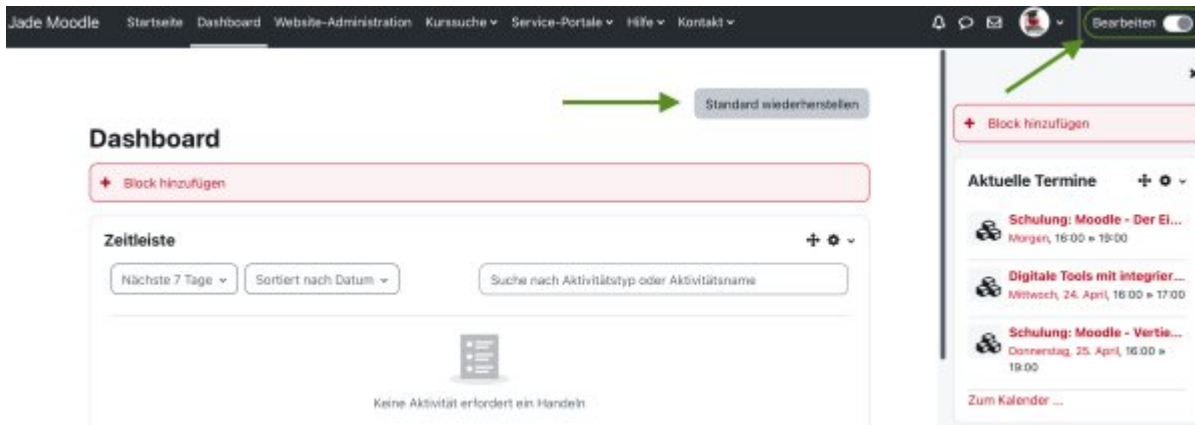 Jade Moodle Startseite Dashboard Website-Administration Kurssuche Service-Portale Hilfe Kontakt Bearbeiten
Standard wiederherstellen
Dashboard
+ Block hinzufügen
Zeitleiste
Nächste 7 Tage Sortiert nach Datum Suche nach Aktivitätstyp oder Aktivitätsname
Keine Aktivität erfordert ein Handeln
+ Block hinzufügen
Aktuelle Termine
Schulung: Moodle - Der Ei...
Morgen, 16:00 » 19:00
Digitale Tools mit integrier...
Mittwoch, 24. April, 16:00 » 17:00
Schulung: Moodle - Vertie...
Donnerstag, 25. April, 16:00 »
19:00
Zum Kalender ...